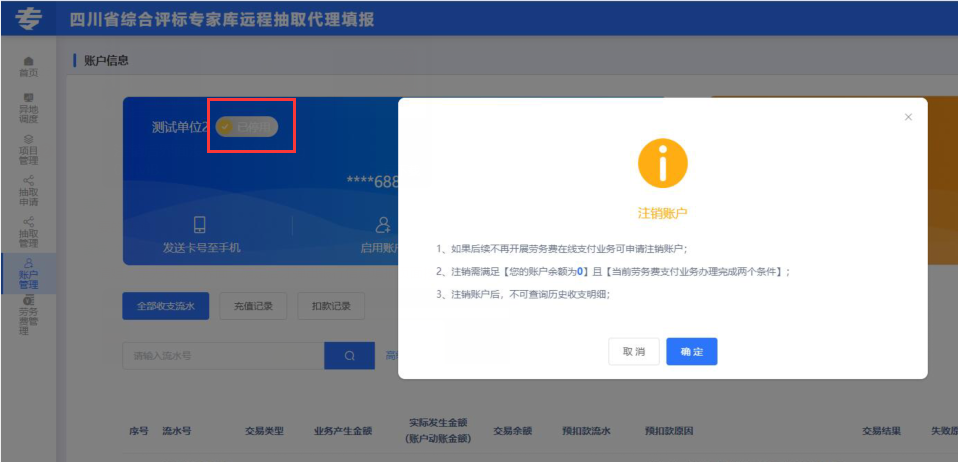 四川省综合评标专家库远程抽取代理填报
首页
异地
调度
项目
管理
抽取
申请
抽取
管理
账户
管理
劳务
费管
理
账户信息
测试单位2
已停用
****688
发送卡号至手机
启用账户
注销账户
1、如果后续不再开展劳务费在线支付业务可申请注销账户；
2、注销需满足【您的账户余额为0】且【当前劳务费支付业务办理完成两个条件】；
3、注销账户后，不可查询历史收支明细；
取 消
确 定
全部收支流水
充值记录
扣款记录
请输入流水号
序号
流水号
交易类型
业务产生金额
实际发生金额
(账户动账金额)
交易余额
预扣款流水
预扣款原因
交易结果